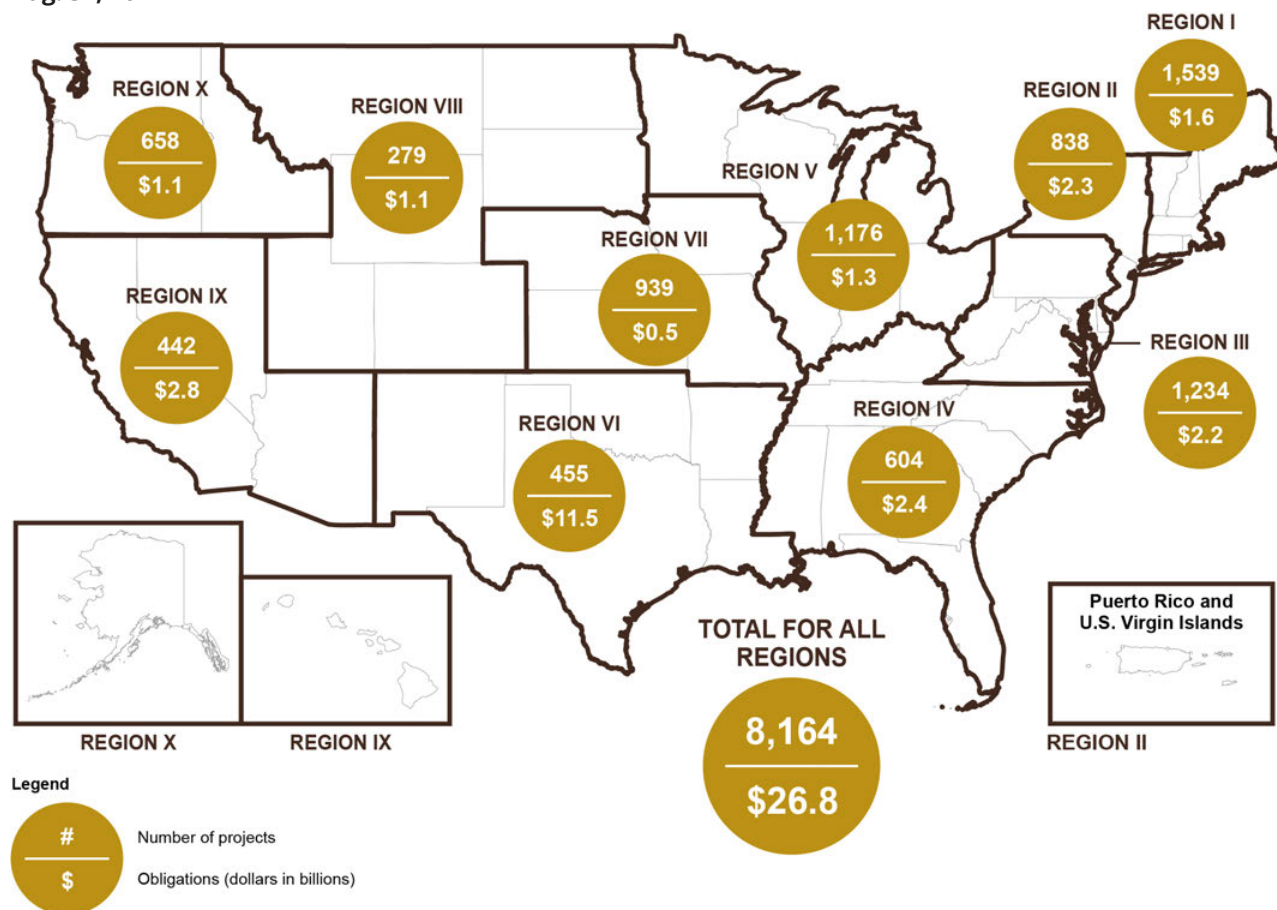 REGION I
1,539
$1.6
REGION II
838
$2.3
REGION X
658
$1.1
REGION VIII
279
$1.1
REGION V
1,176
$1.3
REGION VII
939
$0.5
REGION IX
442
$2.8
REGION III
1,234
$2.2
REGION IV
604
$2.4
REGION VI
455
$11.5
Puerto Rico and
U.S. Virgin Islands
TOTAL FOR ALL
REGIONS
8,164
$26.8
REGION X
REGION IX
REGION II
Legend
#
Number of projects
$
Obligations (dollars in billions)